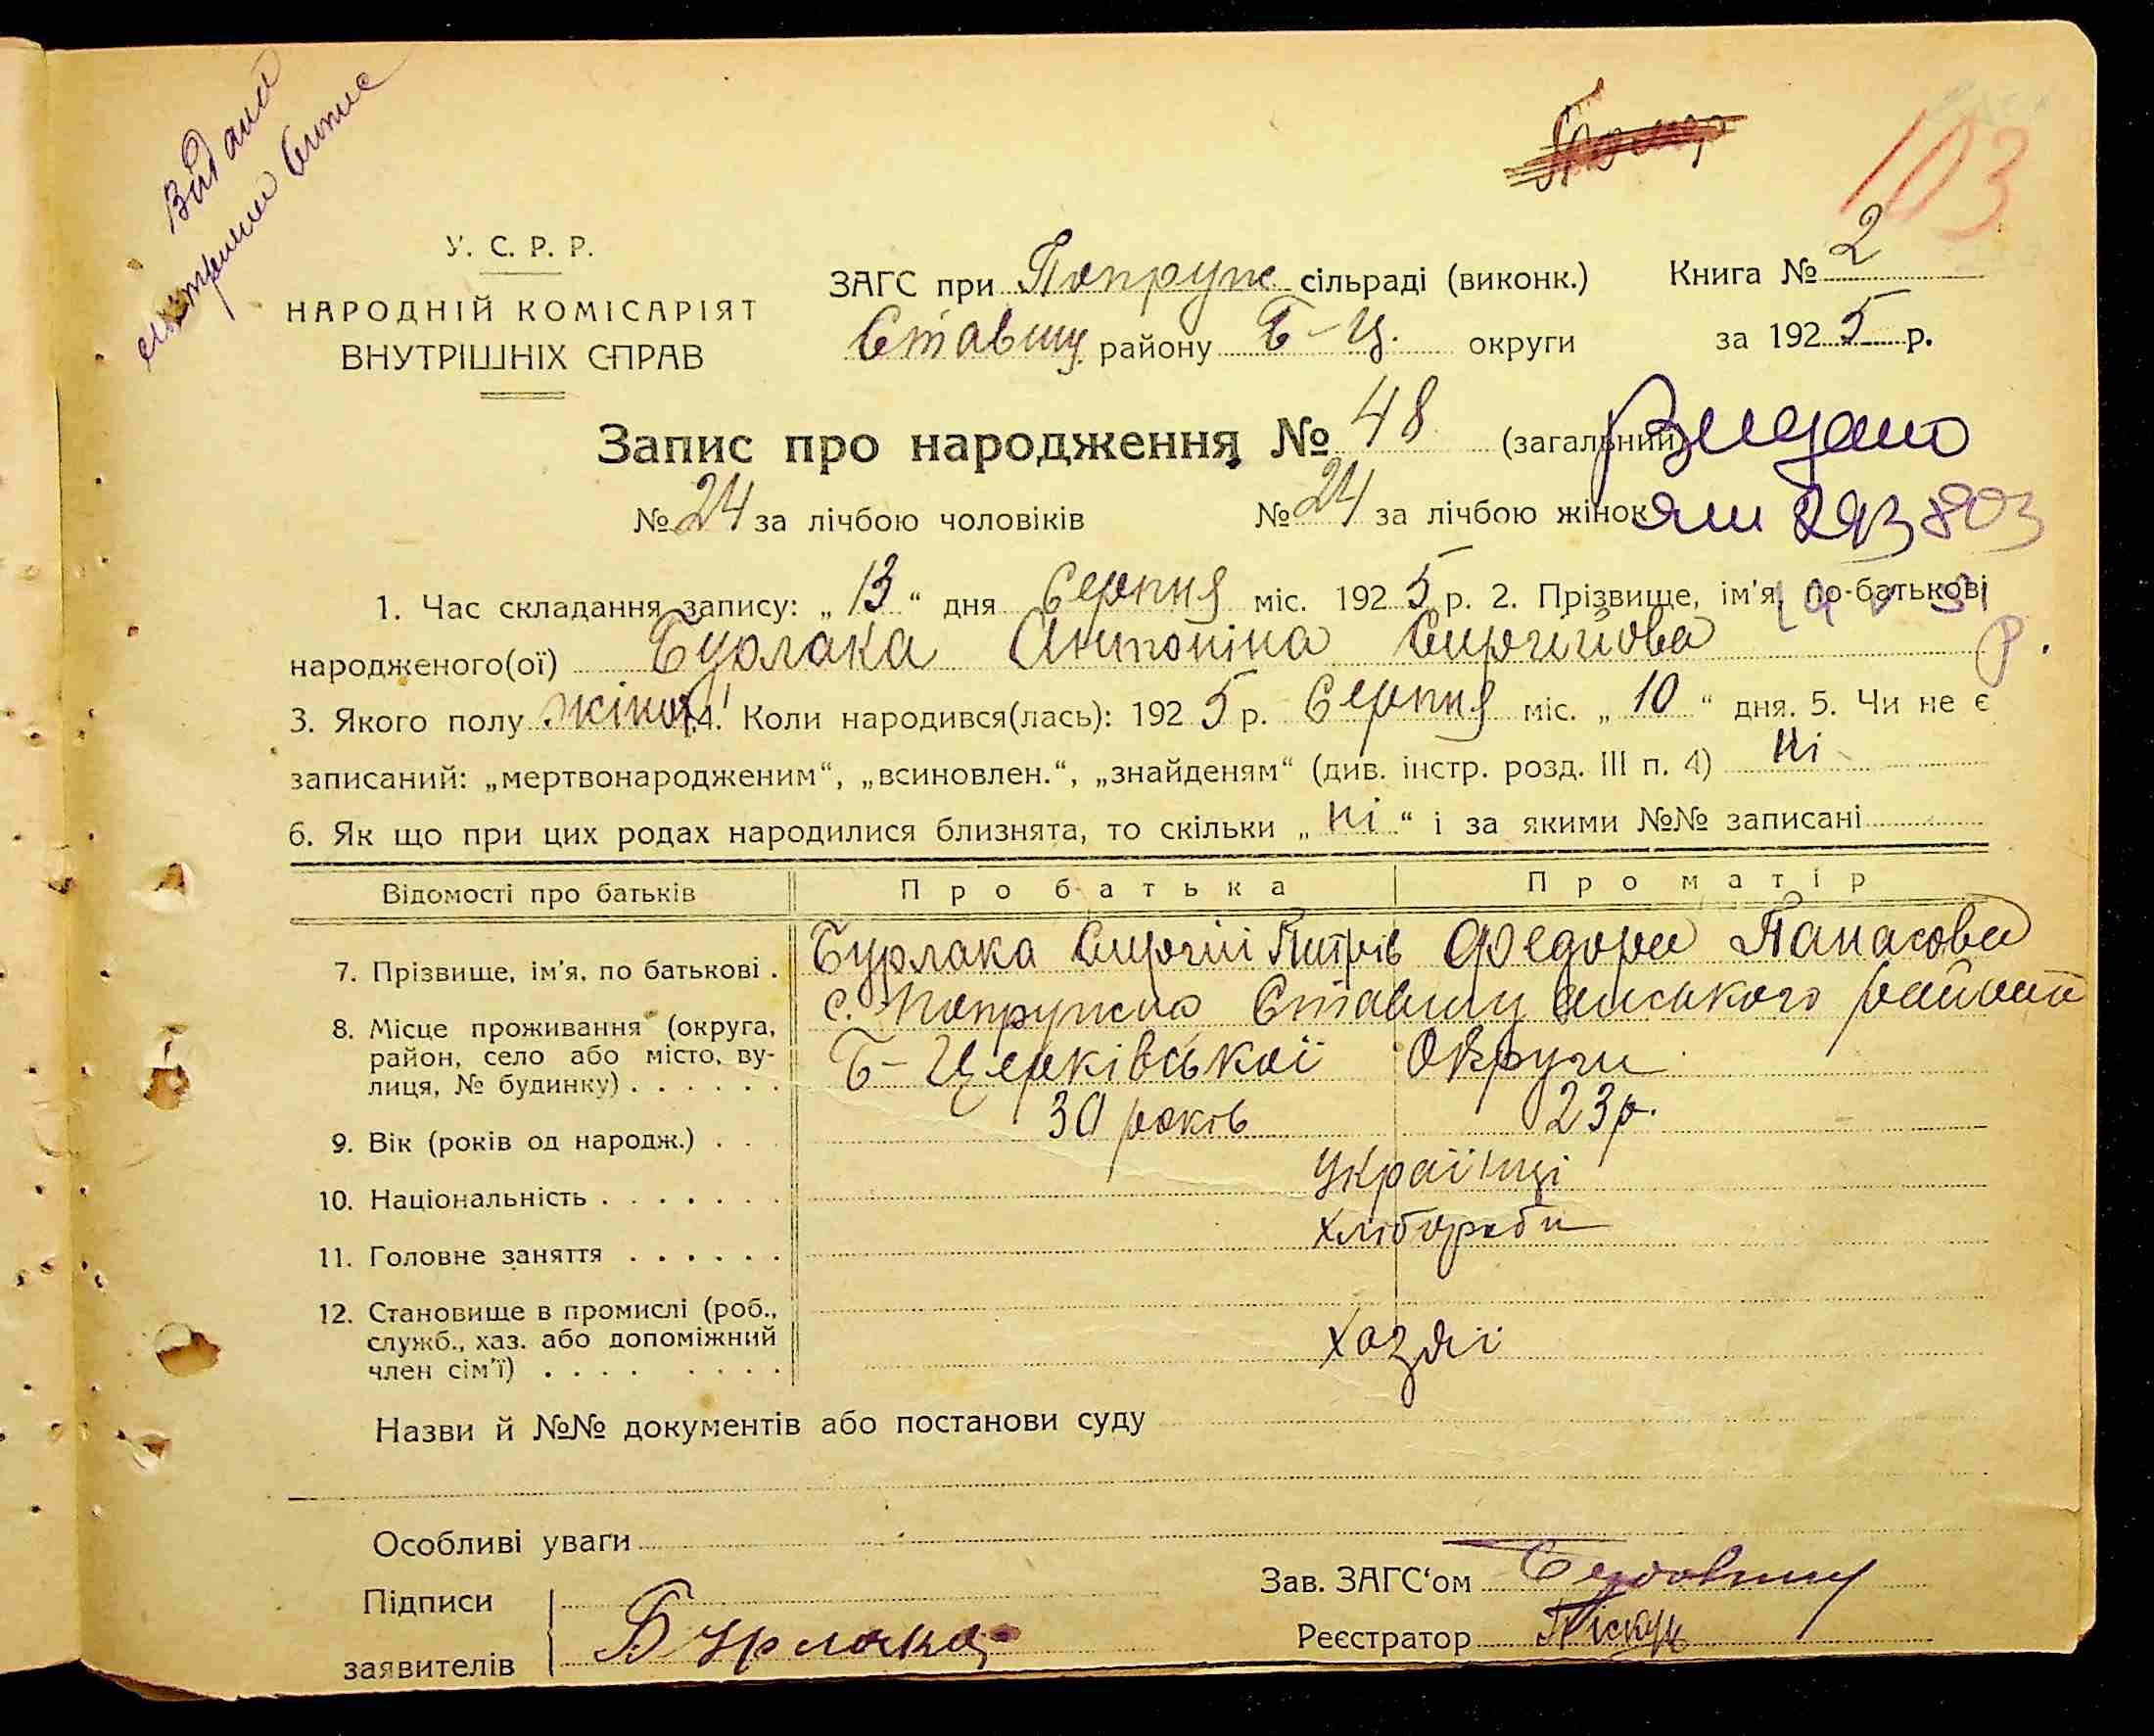 103
У. С. Р. Р.
НАРОДНІЙ КОМІСАРІЯТ
ВНУТРІШНІХ СПРАВ
ЗАГС при Попруж сільраді (виконк.) Книга № 2
Ставищ району Б-Ц. округи за 1925 р.
Запис про народження № 48 (загальний)
Видано
№ 24 за лічбою чоловіків № 24 за лічбою жінок
1. Час складання запису: „13“ дня Серпня міс. 1925 р. 2. Прізвище, ім'я, по-батькові
народженого(ої) Бурлака Антоніна
3. Якого полу жіноч. 4. Коли народився(лась): 1925 р. Серпня міс. „10“ дня. 5. Чи не є
записаний: „мертвонародженим“, „всиновлен.“, „знайденям“ (див. інстр. розд. III п. 4) ні
6. Як що при цих родах народилися близнята, то скільки „ні“ і за якими №№ записані
Відомості про батьків Про батька Про матір
7. Прізвище, ім'я, по батькові . Бурлака Федора Панасова
8. Місце проживання (округа, район, село або місто, ву-лиця, № будинку) . . . . . .
с. Попружна района
Б-Церківської Округи
9. Вік (років од народж.) . . 30 років 23 р.
10. Національність . . . . . . . Українці
11. Головне заняття . . . . . . Хлібороби
12. Становище в промислі (роб.,
служб., хаз. або допоміжний
член сім'ї) . . . . . . . . Хазяї
Назви й №№ документів або постанови суду
Особливі уваги
Підписи
заявителів Бурлака
Зав. ЗАГС'ом
Реєстратор